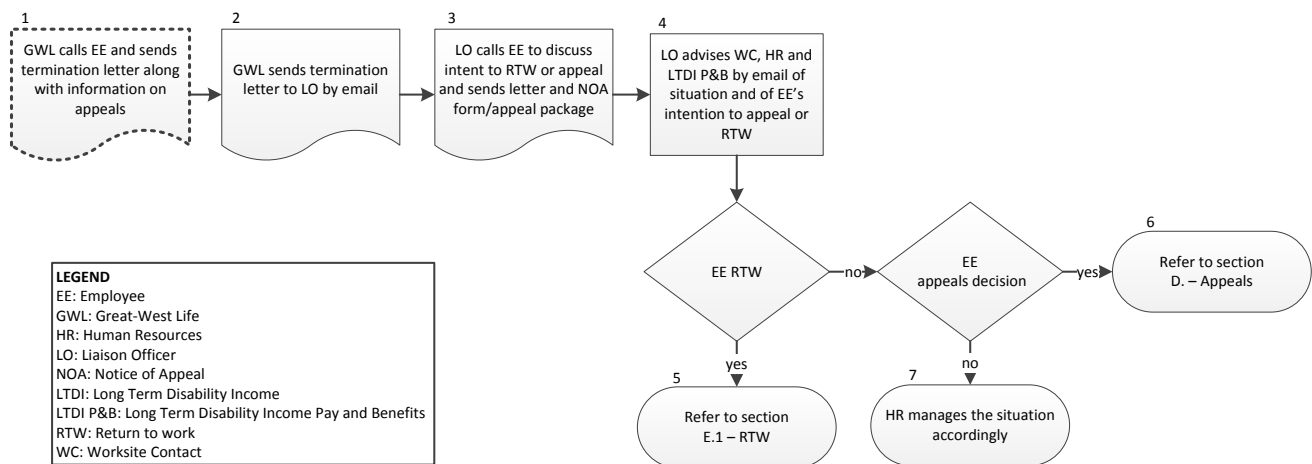 1
GWL calls EE and sends
termination letter along
with information on
appeals
2
GWL sends termination
letter to LO by email
3
LO calls EE to discuss
intent to RTW or appeal
and sends letter and NOA
form/appeal package
4
LO advises WC, HR and
LTDI P&B by email of
situation and of EE's
intention to appeal or
RTW
EE RTW
no
EE
appeals decision
yes
6
Refer to section
D. – Appeals
yes
5
Refer to section
E.1 – RTW
no
7
HR manages the situation
accordingly
LEGEND
EE: Employee
GWL: Great-West Life
HR: Human Resources
LO: Liaison Officer
NOA: Notice of Appeal
LTDI: Long Term Disability Income
LTDI P&B: Long Term Disability Income Pay and Benefits
RTW: Return to work
WC: Worksite Contact